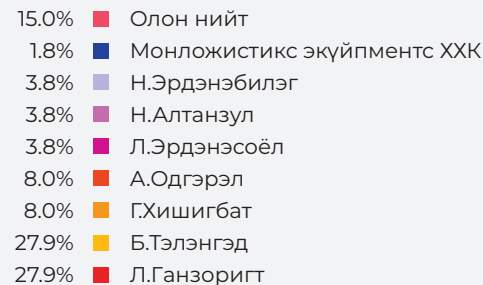 15.0% Олон нийт
1.8% Монложистикс экүйпментс ХХК
3.8% Н.Эрдэнэбилэг
3.8% Н.Алтанзул
3.8% Л.Эрдэнэсоёл
8.0% А.Одгэрэл
8.0% Г.Хишигбат
27.9% Б.Тэлэнгэд
27.9% Л.Ганзоригт